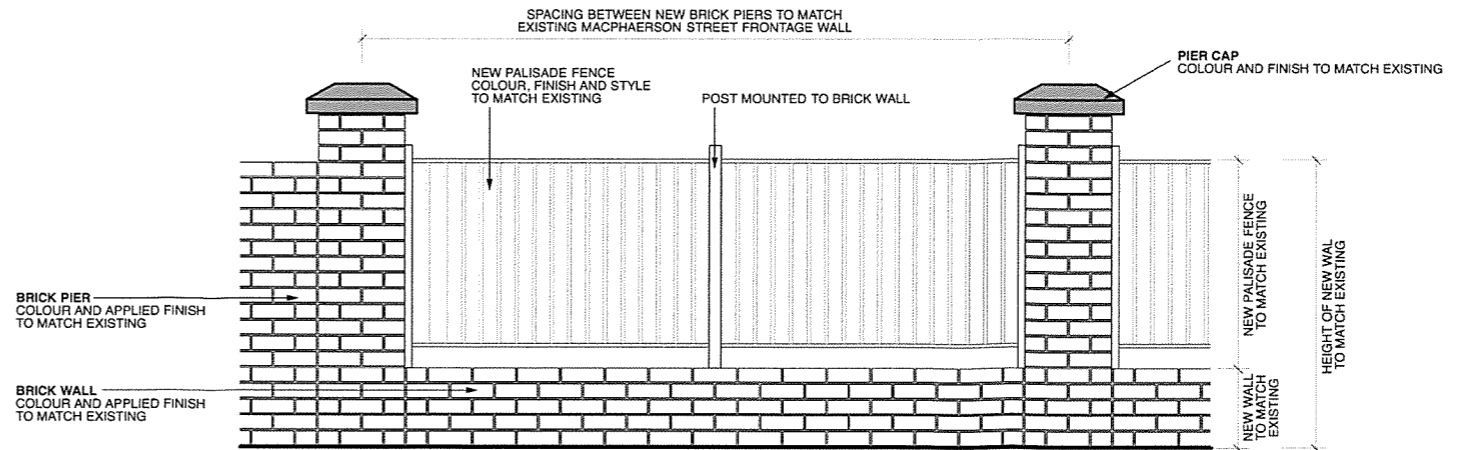 SPACING BETWEEN NEW BRICK PIERS TO MATCH
EXISTING MACPHAERSON STREET FRONTAGE WALL
PIER CAP
COLOUR AND FINISH TO MATCH EXISTING
NEW PALISADE FENCE
COLOUR, FINISH AND STYLE
TO MATCH EXISTING
POST MOUNTED TO BRICK WALL
BRICK PIER
COLOUR AND APPLIED FINISH
TO MATCH EXISTING
BRICK WALL
COLOUR AND APPLIED FINISH
TO MATCH EXISTING
NEW PALISADE FENCE
TO MATCH EXISTING
NEW WALL
TO MATCH
EXISTING
HEIGHT OF NEW WAL
TO MATCH EXISTING